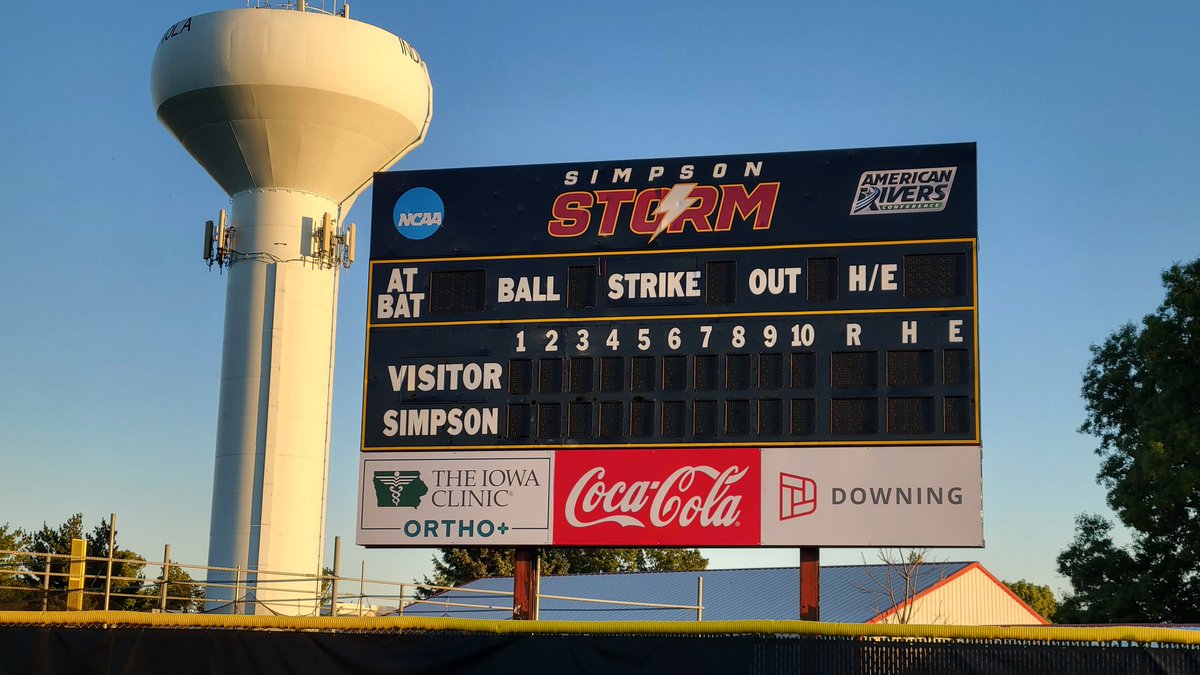 NCAA
SIMPSON
STORM
AMERICAN
RIVERS
CONFERENCE
AT BAT
BALL
STRIKE
OUT
H/E
1 2 3 4 5 6 7 8 9 10 R H E
VISITOR
SIMPSON
THE IOWA
CLINIC®
ORTHO+
Coca-Cola
DOWNING